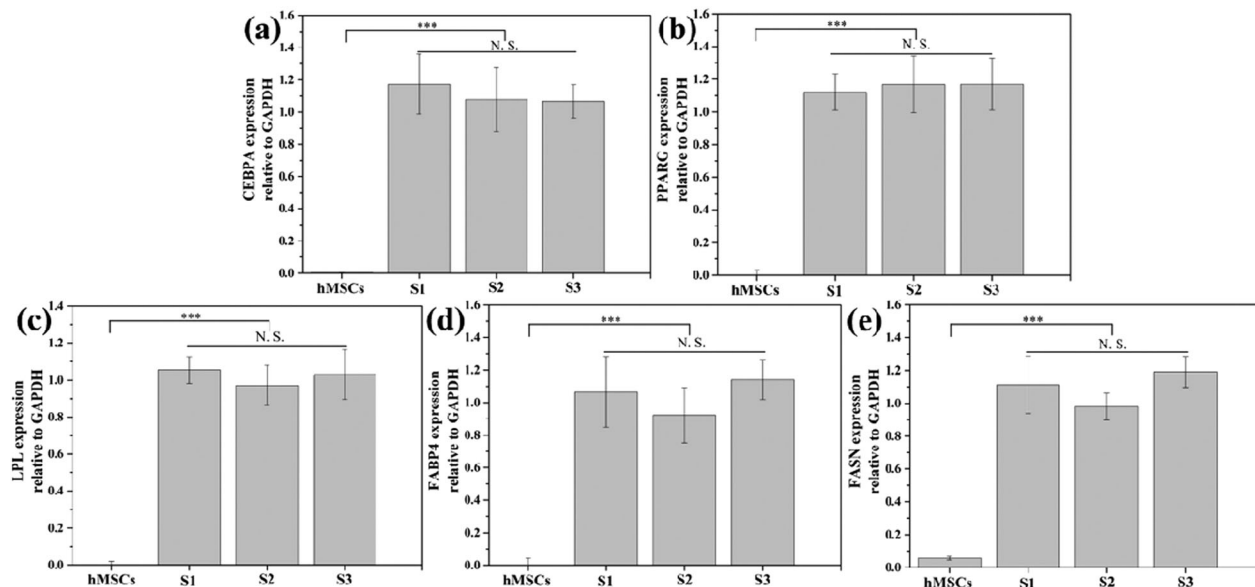 (a)
CEBPA expression
relative to GAPDH
1.6
1.4
1.2
1.0
0.8
0.6
0.4
0.2
0.0
***
N. S.
hMSCs S1 S2 S3
(b)
PPARG expression
relative to GAPDH
1.6
1.4
1.2
1.0
0.8
0.6
0.4
0.2
0.0
***
N. S.
hMSCs S1 S2 S3
(c)
LPL expression
relative to GAPDH
1.4
1.2
1.0
0.8
0.6
0.4
0.2
0.0
***
N. S.
hMSCs S1 S2 S3
(d)
FABP4 expression
relative to GAPDH
1.6
1.4
1.2
1.0
0.8
0.6
0.4
0.2
0.0
***
N. S.
hMSCs S1 S2 S3
(e)
FASN expression
relative to GAPDH
1.6
1.4
1.2
1.0
0.8
0.6
0.4
0.2
0.0
***
N. S.
hMSCs S1 S2 S3